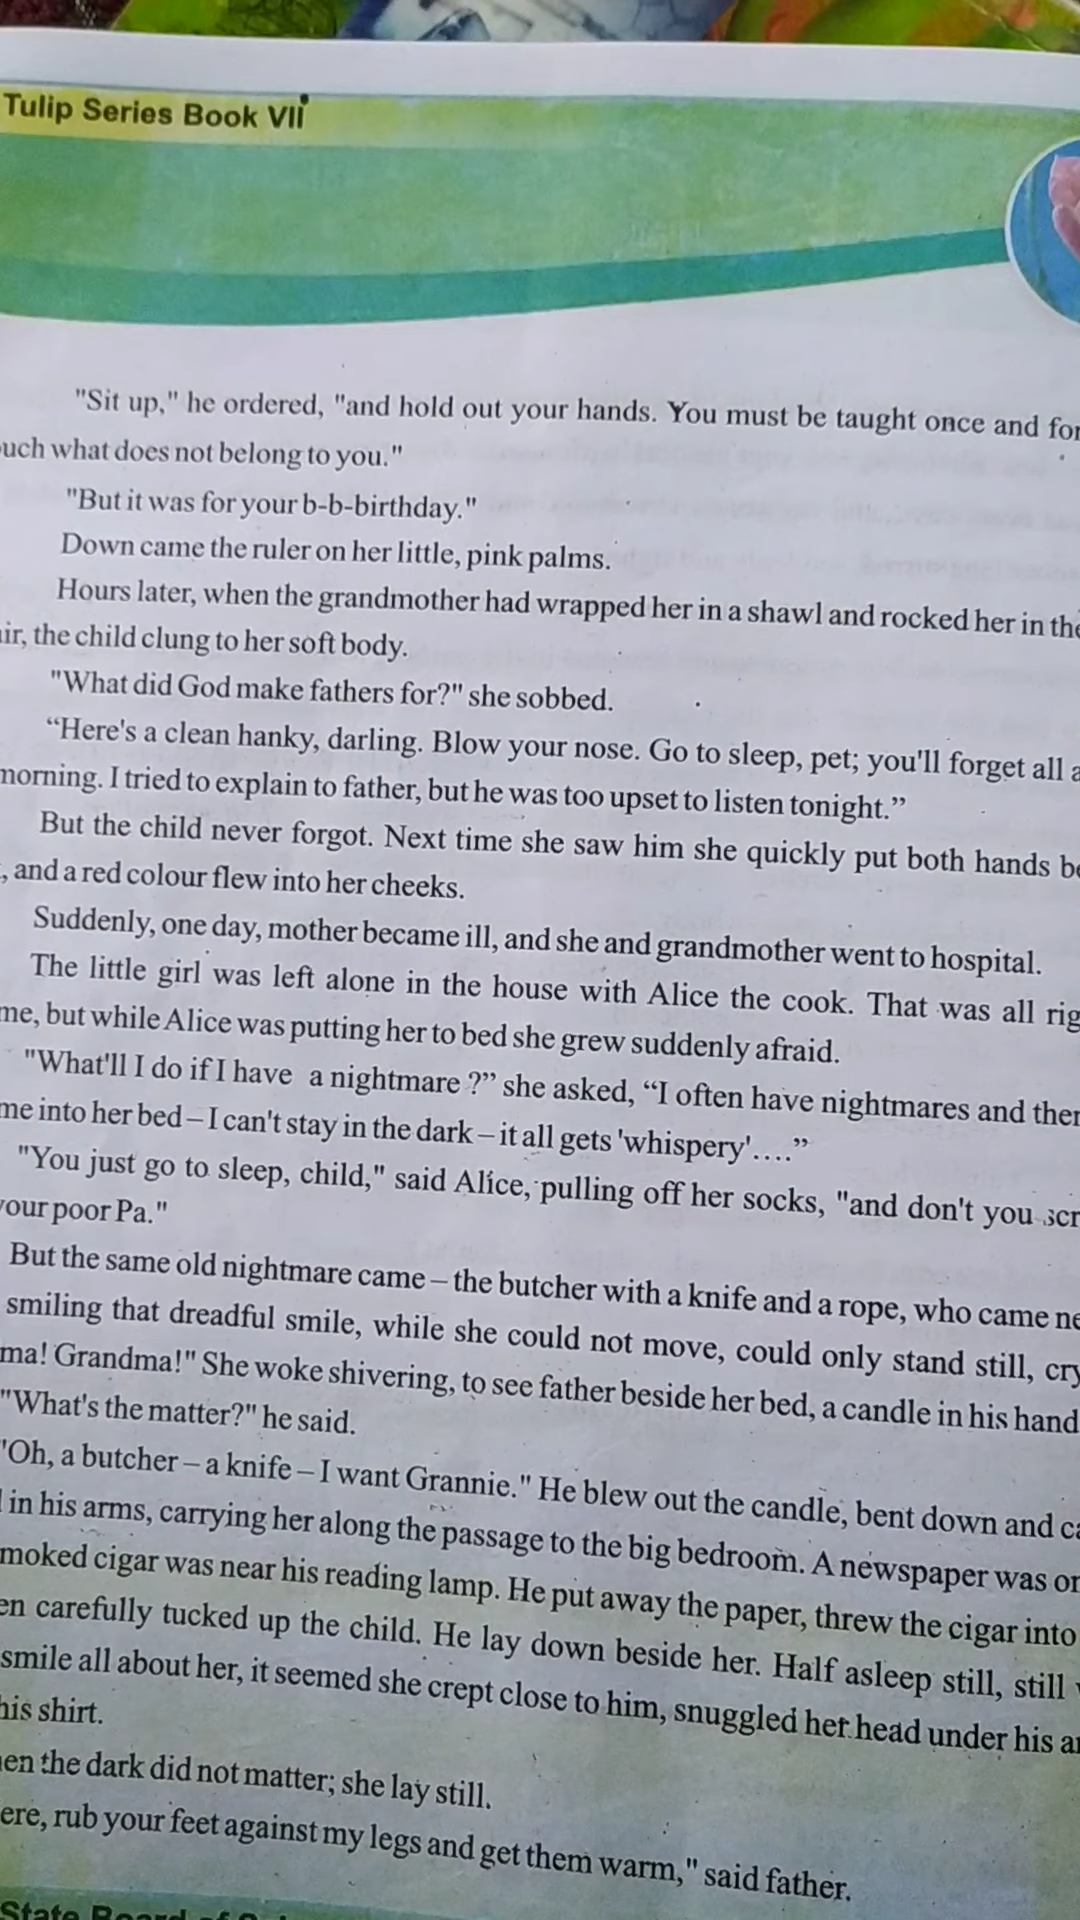 Tulip Series Book VII
"Sit up," he ordered, "and hold out your hands. You must be taught once and for
what does not belong to you."
"But it was for your b-b-birthday."
Down came the ruler on her little, pink palms.
Hours later, when the grandmother had wrapped her in a shawl and rocked her in the
the child clung to her soft body.
"What did God make fathers for?" she sobbed.
“Here's a clean hanky, darling. Blow your nose. Go to sleep, pet; you'll forget all
morning. I tried to explain to father, but he was too upset to listen tonight.”
But the child never forgot. Next time she saw him she quickly put both hands
, and a red colour flew into her cheeks.
Suddenly, one day, mother became ill, and she and grandmother went to hospital.
The little girl was left alone in the house with Alice the cook. That was all
but while Alice was putting her to bed she grew suddenly afraid.
"What'll I do if I have a nightmare ?” she asked, “I often have nightmares and
me into her bed – I can't stay in the dark – it all gets 'whispery'....”
"You just go to sleep, child," said Alice, pulling off her socks, "and don't you
your poor Pa."
But the same old nightmare came – the butcher with a knife and a rope, who came
smiling that dreadful smile, while she could not move, could only stand still,
ma! Grandma!" She woke shivering, to see father beside her bed, a candle in his hand
"What's the matter?" he said.
"Oh, a butcher – a knife – I want Grannie." He blew out the candle, bent down and
in his arms, carrying her along the passage to the big bedroom. A newspaper was
cigar was near his reading lamp. He put away the paper, threw the cigar into
carefully tucked up the child. He lay down beside her. Half asleep still, still
smile all about her, it seemed she crept close to him, snuggled her head under his
his shirt.
the dark did not matter; she lay still.
rub your feet against my legs and get them warm," said father.
State Board of